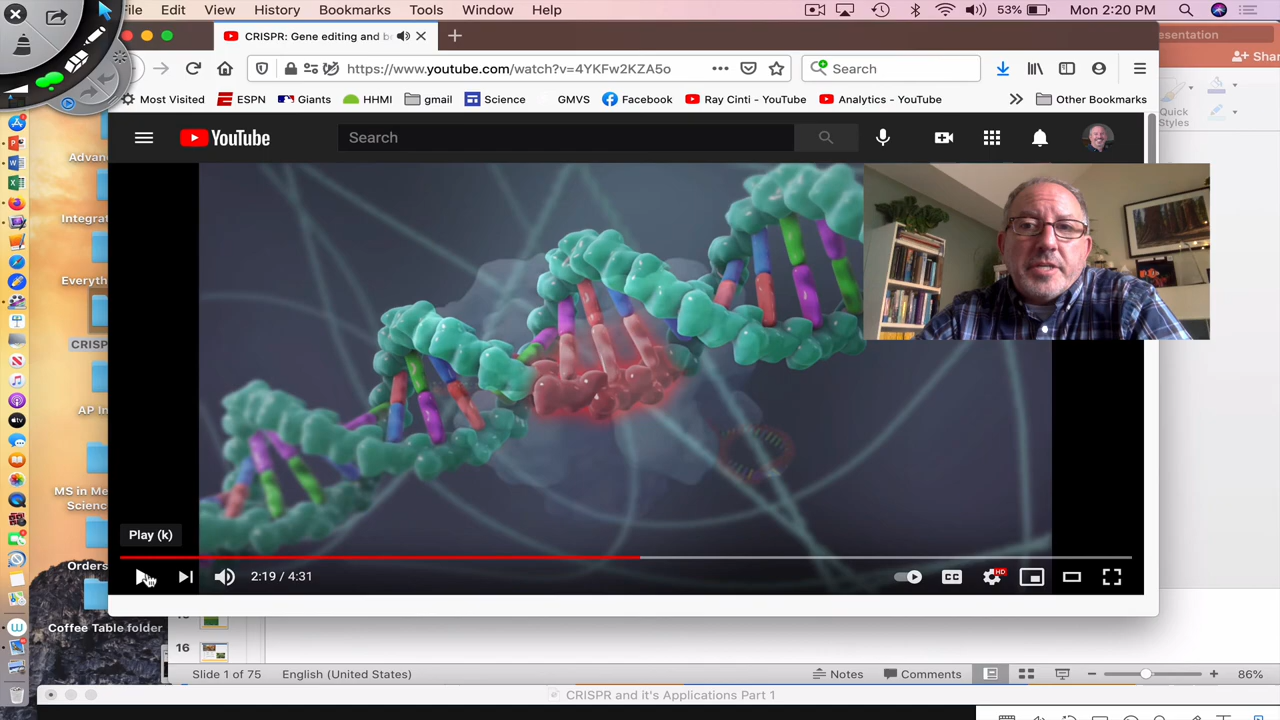 File Edit View History Bookmarks Tools Window Help 53% Mon 2:20 PM
CRISPR: Gene editing and b
esentation
https://www.youtube.com/watch?v=4YKFw2KZA5o
Search
Shar
Most Visited ESPN Giants HHMI gmail Science GMVS Facebook Ray Cinti - YouTube Analytics - YouTube Other Bookmarks
Quick
Styles
YouTube
Search
Advan
Integrat
Everyth
CRISP
AP In
MS in Me
Science
Orders
Coffee Table folder
Play (k)
2:19 / 4:31
CC
HD
16
Slide 1 of 75 English (United States) Notes Comments 86%
CRISPR and it's Applications Part 1